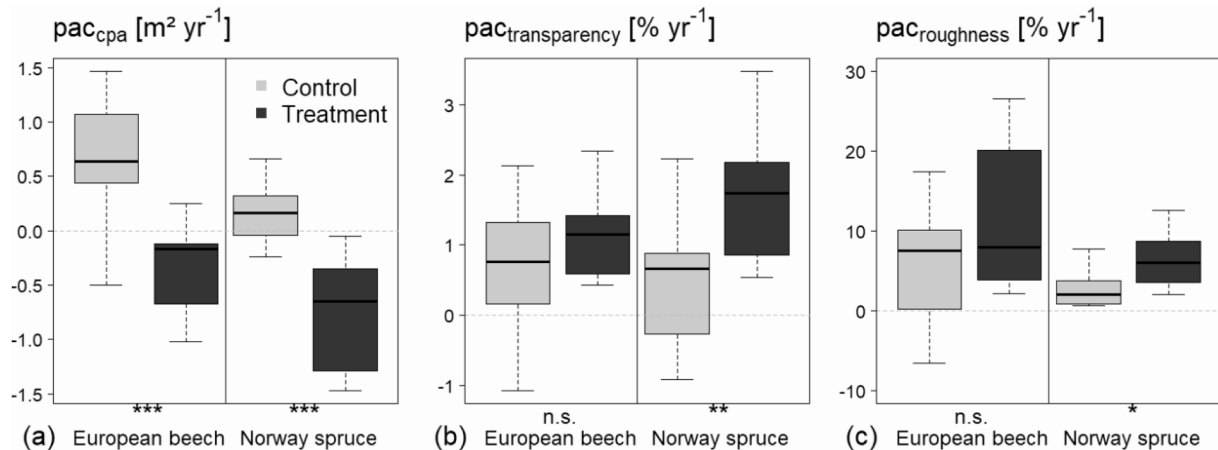 pac_cpa [m² yr⁻¹]
1.5
1.0
0.5
0.0
-0.5
-1.0
-1.5
Control
Treatment
*** ***
(a) European beech Norway spruce
pac_transparency [% yr⁻¹]
3
2
1
0
-1
n.s. **
(b) European beech Norway spruce
pac_roughness [% yr⁻¹]
30
20
10
0
-10
n.s. *
(c) European beech Norway spruce